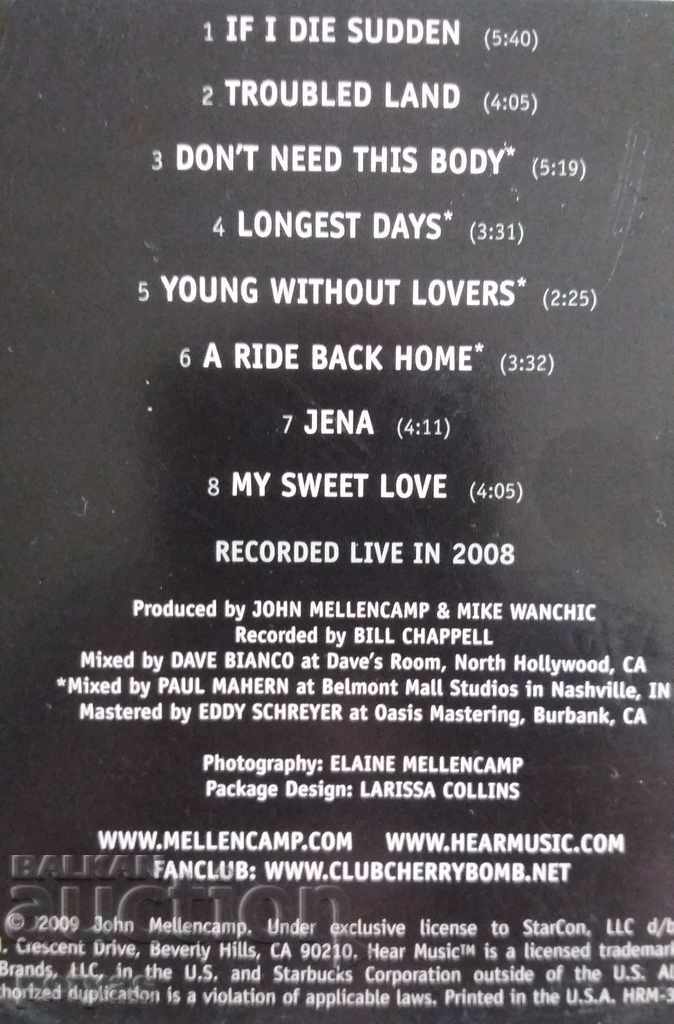 1 IF I DIE SUDDEN (5:40)
2 TROUBLED LAND (4:05)
3 DON'T NEED THIS BODY* (5:19)
4 LONGEST DAYS* (3:31)
5 YOUNG WITHOUT LOVERS* (2:25)
6 A RIDE BACK HOME* (3:32)
7 JENA (4:11)
8 MY SWEET LOVE (4:05)
RECORDED LIVE IN 2008
Produced by JOHN MELLENCAMP & MIKE WANCHIC
Recorded by BILL CHAPPELL
Mixed by DAVE BIANCO at Dave's Room, North Hollywood, CA
*Mixed by PAUL MAHERN at Belmont Mall Studios in Nashville, IN
Mastered by EDDY SCHREYER at Oasis Mastering, Burbank, CA
Photography: ELAINE MELLENCAMP
Package Design: LARISSA COLLINS
WWW.MELLENCAMP.COM WWW.HEARMUSIC.COM
FANCLUB: WWW.CLUBCHERRYBOMB.NET
BALKAN
auction
© 2009 John Mellencamp. Under exclusive license to StarCon, LLC d/b
Crescent Drive, Beverly Hills, CA 90210. Hear Music™ is a licensed trademark
Brands, LLC, in the U.S. and Starbucks Corporation outside of the U.S.
duplication is a violation of applicable laws. Printed in the U.S.A. HRM-3